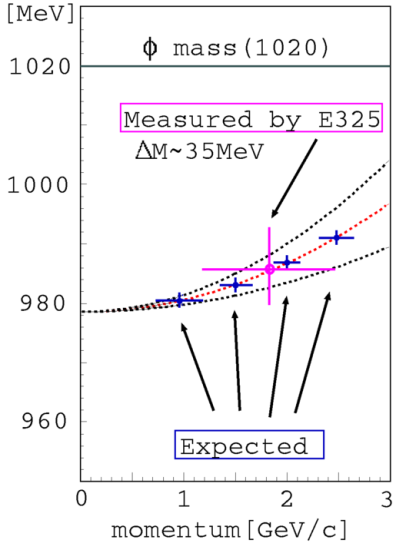 [MeV]
1020
ϕ mass(1020)
Measured by E325
ΔM~35MeV
1000
980
960
Expected
0 1 2 3
momentum[GeV/c]